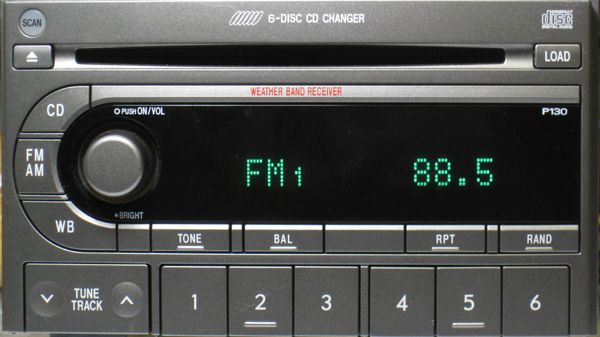 SCAN
6-DISC CD CHANGER
COMPACT
disc
DIGITAL AUDIO
LOAD
WEATHER BAND RECEIVER
CD
PUSH ON/VOL
P130
FM
AM
FM1
88.5
WB
BRIGHT
TONE
BAL
RPT
RAND
TUNE
TRACK
1
2
3
4
5
6